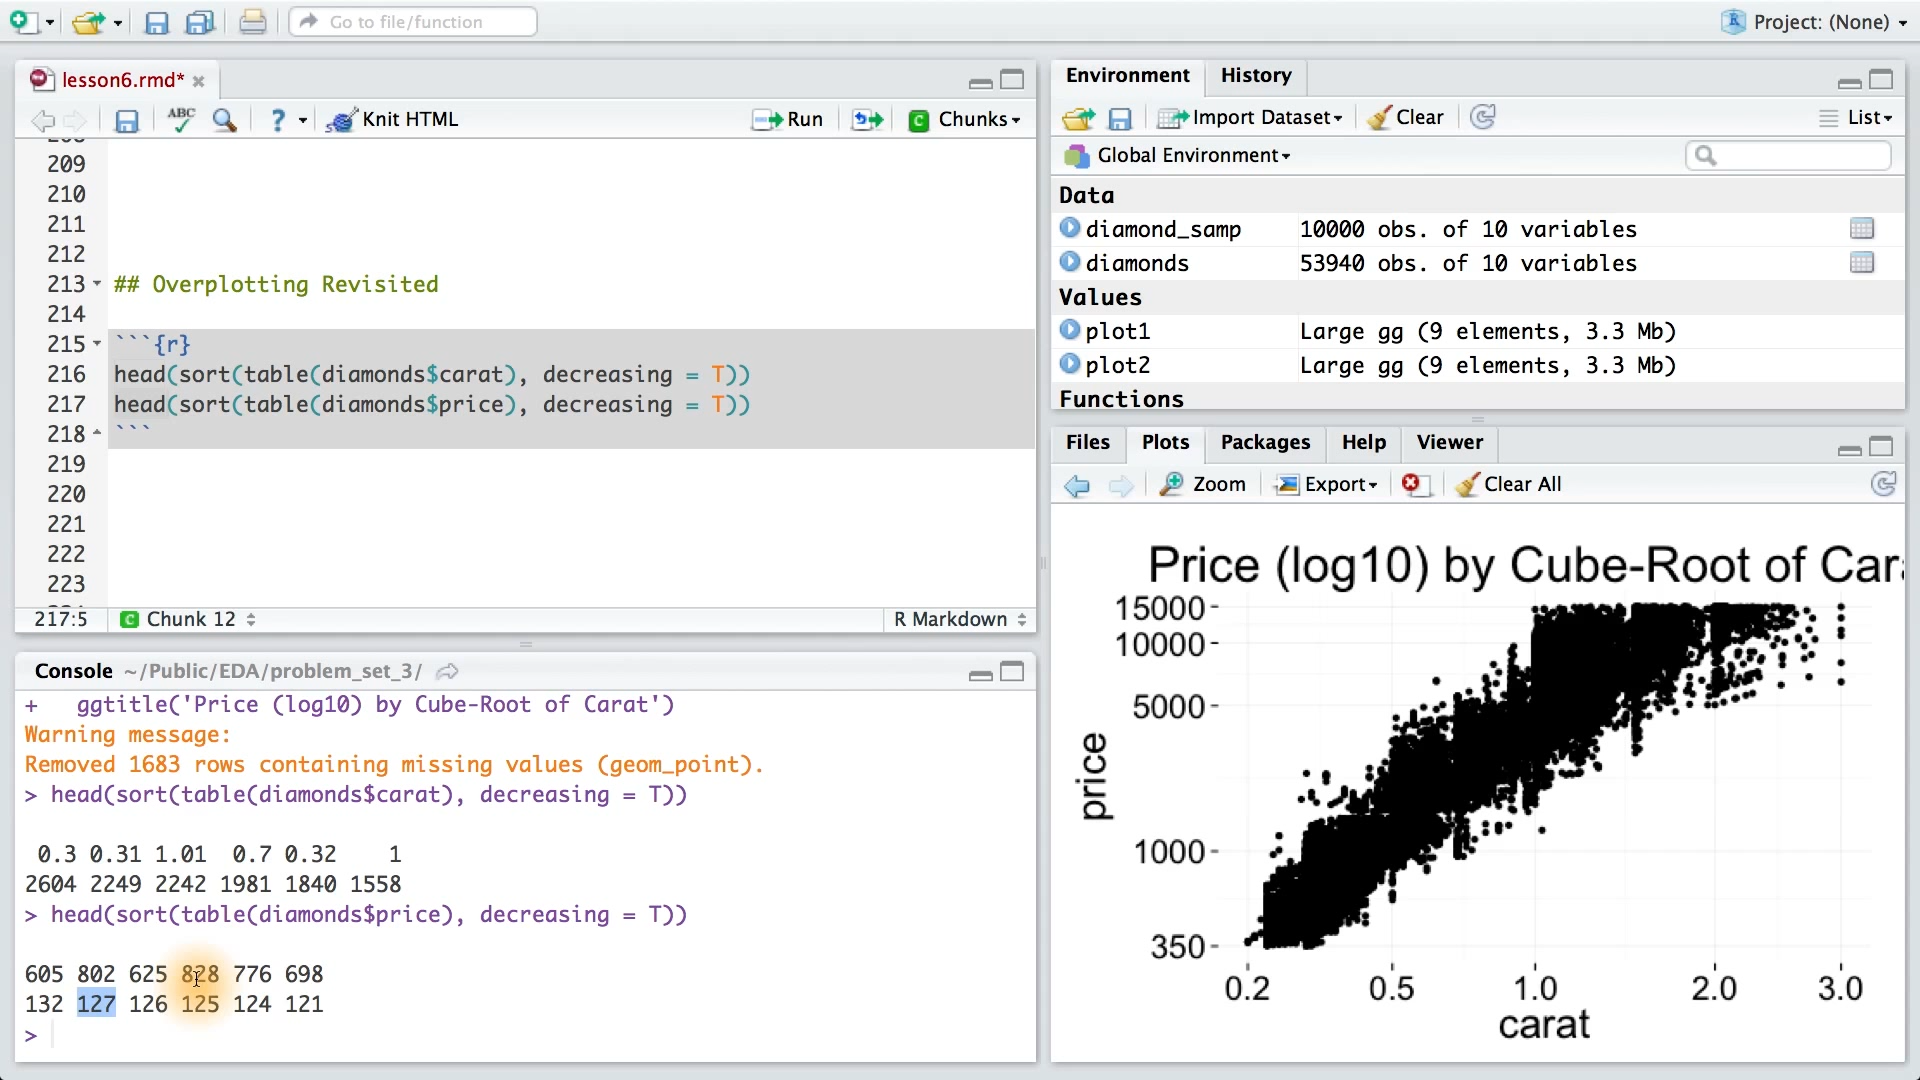 Go to file/function
Project: (None)
lesson6.rmd*
ABC
?
Knit HTML
Run
C Chunks
209
210
211
212
213 ## Overplotting Revisited
214
215 ```{r}
216 head(sort(table(diamonds$carat), decreasing = T))
217 head(sort(table(diamonds$price), decreasing = T))
218 ```
219
220
221
222
223
217:5
C Chunk 12
R Markdown
Console ~/Public/EDA/problem_set_3/
+ ggtitle('Price (log10) by Cube-Root of Carat')
Warning message:
Removed 1683 rows containing missing values (geom_point).
> head(sort(table(diamonds$carat), decreasing = T))
0.3 0.31 1.01 0.7 0.32 1
2604 2249 2242 1981 1840 1558
> head(sort(table(diamonds$price), decreasing = T))
605 802 625 828 776 698
132 127 126 125 124 121
>
Environment History
Import Dataset
Clear
List
Global Environment
Data
diamond_samp 10000 obs. of 10 variables
diamonds 53940 obs. of 10 variables
Values
plot1 Large gg (9 elements, 3.3 Mb)
plot2 Large gg (9 elements, 3.3 Mb)
Functions
Files Plots Packages Help Viewer
Zoom
Export
Clear All
Price (log10) by Cube-Root of Car
15000
10000
5000
1000
350
price
0.2 0.5 1.0 2.0 3.0
carat